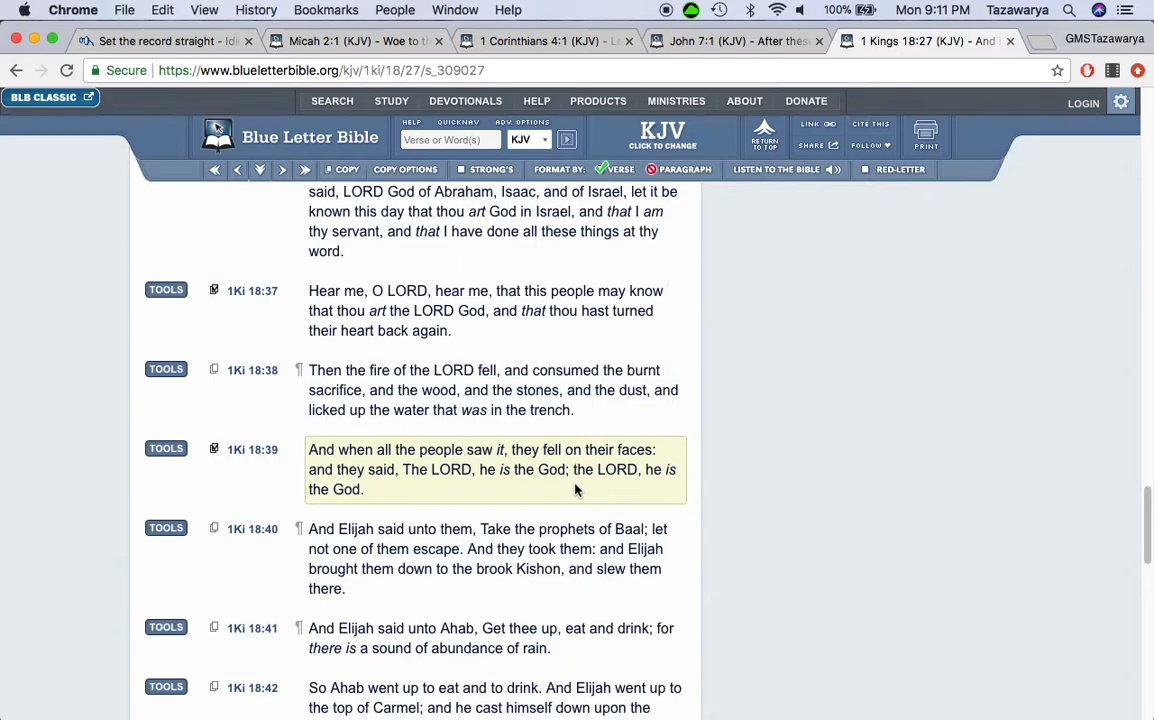 Chrome File Edit View History Bookmarks People Window Help 100% Mon 9:11 PM Tazawarya
Set the record straight - Idi Micah 2:1 (KJV) - Woe to th 1 Corinthians 4:1 (KJV) - Le John 7:1 (KJV) - After these 1 Kings 18:27 (KJV) - And i GMSTazawarya
Secure https://www.blueletterbible.org/kjv/1ki/18/27/s_309027
BLB CLASSIC SEARCH STUDY DEVOTIONALS HELP PRODUCTS MINISTRIES ABOUT DONATE LOGIN
HELP QUICKNAV ADV. OPTIONS
Blue Letter Bible Verse or Word(s) KJV
KJV
CLICK TO CHANGE
RETURN TO TOP
LINK CITE THIS
SHARE FOLLOW PRINT
COPY COPY OPTIONS STRONG'S FORMAT BY: VERSE PARAGRAPH LISTEN TO THE BIBLE RED-LETTER
said, LORD God of Abraham, Isaac, and of Israel, let it be
known this day that thou art God in Israel, and that I am
thy servant, and that I have done all these things at thy
word.
TOOLS 1Ki 18:37 Hear me, O LORD, hear me, that this people may know
that thou art the LORD God, and that thou hast turned
their heart back again.
TOOLS 1Ki 18:38 ¶ Then the fire of the LORD fell, and consumed the burnt
sacrifice, and the wood, and the stones, and the dust, and
licked up the water that was in the trench.
TOOLS 1Ki 18:39 And when all the people saw it, they fell on their faces:
and they said, The LORD, he is the God; the LORD, he is
the God.
TOOLS 1Ki 18:40 ¶ And Elijah said unto them, Take the prophets of Baal; let
not one of them escape. And they took them: and Elijah
brought them down to the brook Kishon, and slew them
there.
TOOLS 1Ki 18:41 ¶ And Elijah said unto Ahab, Get thee up, eat and drink; for
there is a sound of abundance of rain.
TOOLS 1Ki 18:42 So Ahab went up to eat and to drink. And Elijah went up to
the top of Carmel; and he cast himself down upon the